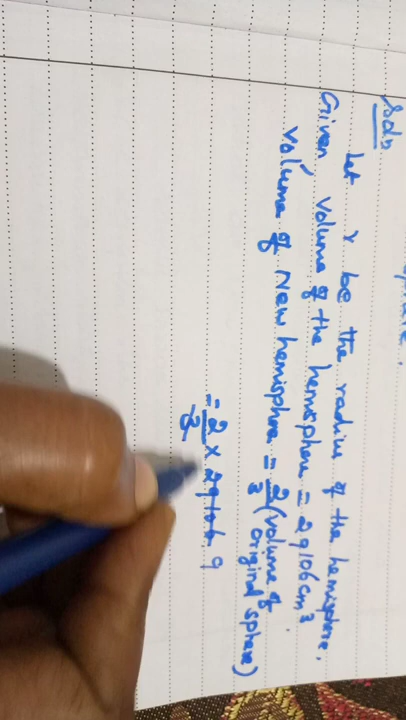 Soln
Let r be the radius of the hemisphere.
Given, volume of the hemisphere = 29106 cm³
Volume of New hemisphere = 2/3 (Volume of original sphere)
= 2/3 × 29106 9